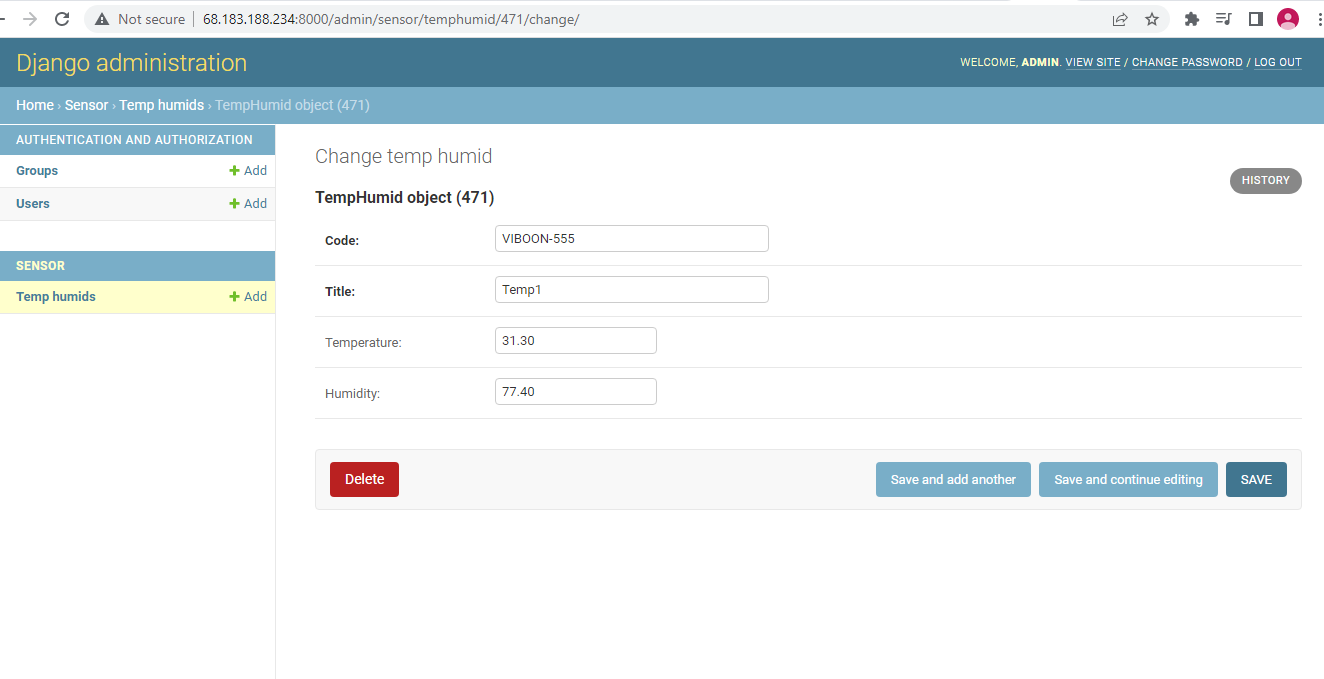 Not secure 68.183.188.234:8000/admin/sensor/temphumid/471/change/
Django administration
WELCOME, ADMIN. VIEW SITE / CHANGE PASSWORD / LOG OUT
Home › Sensor › Temp humids › TempHumid object (471)
AUTHENTICATION AND AUTHORIZATION
Groups + Add
Users + Add
SENSOR
Temp humids + Add
Change temp humid
HISTORY
TempHumid object (471)
Code: VIBOON-555
Title: Temp1
Temperature: 31.30
Humidity: 77.40
Delete Save and add another Save and continue editing SAVE